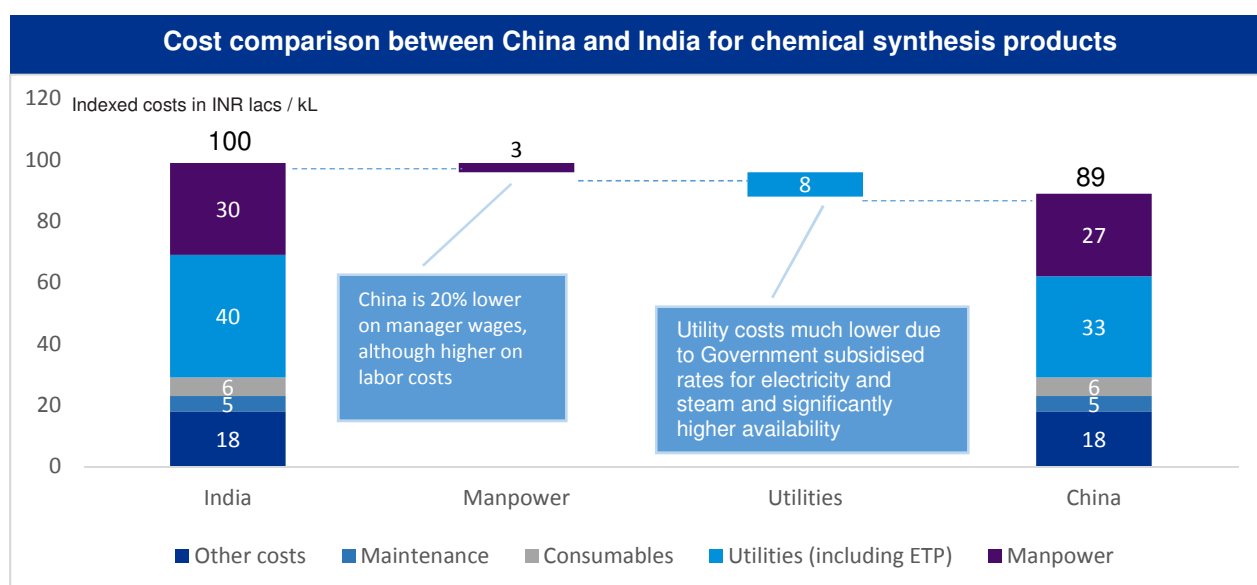 Cost comparison between China and India for chemical synthesis products
120
Indexed costs in INR lacs / kL
100
3
100
8
89
80
30
27
China is 20% lower
on manager wages,
although higher on
labor costs
60
Utility costs much lower due
to Government subsidised
rates for electricity and
steam and significantly
higher availability
40
40
33
20
6
6
5
5
18
18
0
India
Manpower
Utilities
China
Other costs
Maintenance
Consumables
Utilities (including ETP)
Manpower